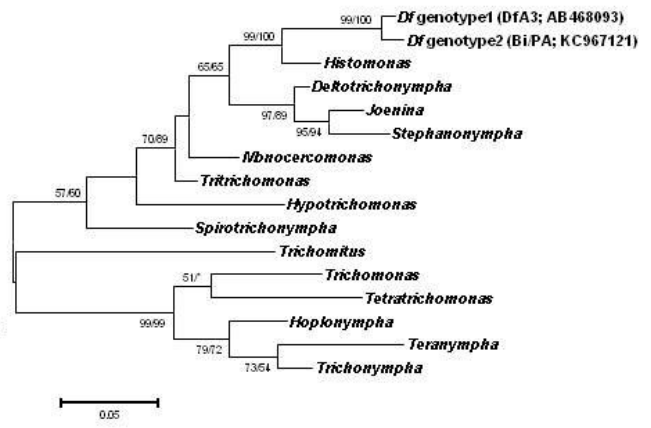 99/100
Df genotype1 (DfA3; AB468093)
99/100
Df genotype2 (Bi/PA; KC967121)
65/65
Histomonas
Deltotrichonympha
97/89
Joenina
95/94
Stephanonympha
70/89
Monocercomonas
Tritrichomonas
57/60
Hypotrichomonas
Spirotrichonympha
Trichomitus
51/*
Trichomonas
Tetratrichomonas
99/99
Hoplonympha
79/72
Teranympha
73/54
Trichonympha
0.05